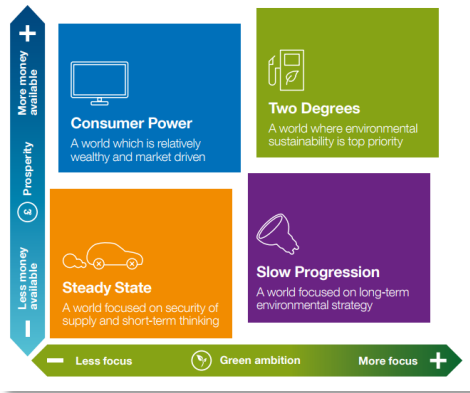 +
More money
available
£ Prosperity
Less money
available
−
Consumer Power
A world which is relatively
wealthy and market driven
Two Degrees
A world where environmental
sustainability is top priority
Steady State
A world focused on security of
supply and short-term thinking
Slow Progression
A world focused on long-term
environmental strategy
− Less focus
Green ambition
More focus +